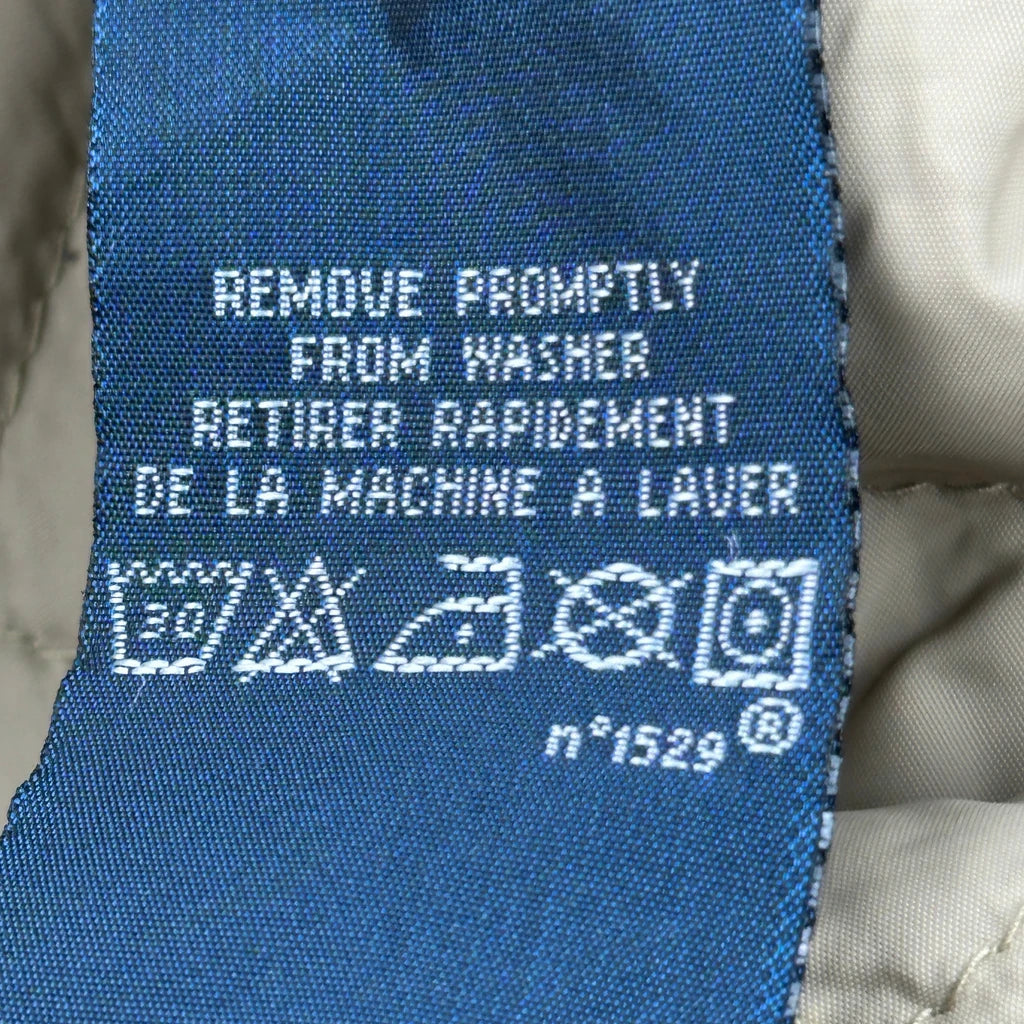 REMOVE PROMPTLY
FROM WASHER
RETIRER RAPIDEMENT
DE LA MACHINE A LAVER
30
n°1529 ®